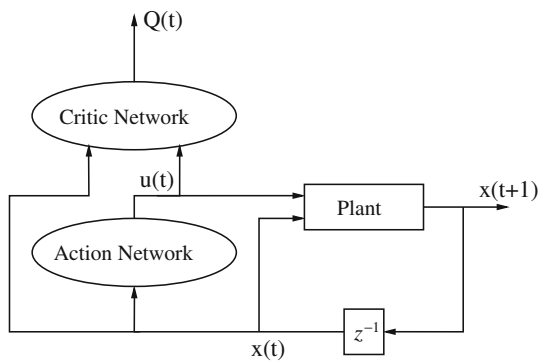 Q(t)
Critic Network
u(t)
x(t+1)
Plant
Action Network
z⁻¹
x(t)